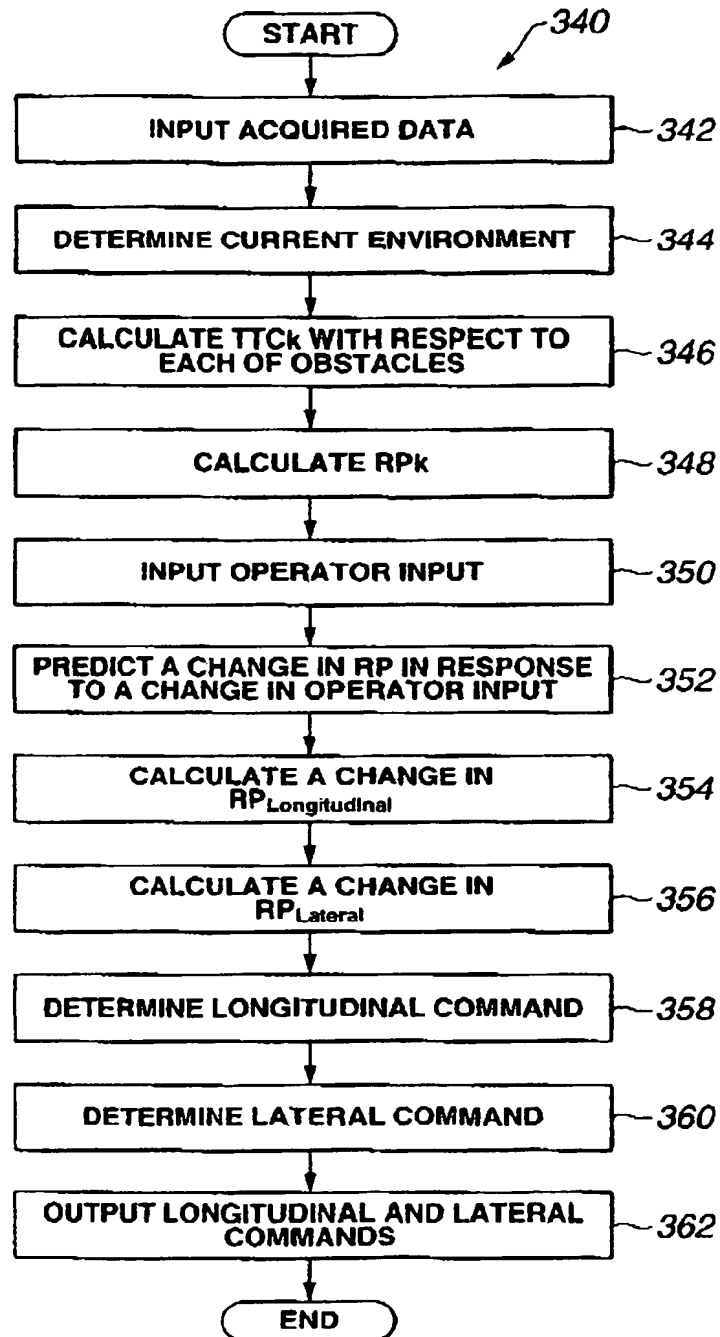 START
340
INPUT ACQUIRED DATA
342
DETERMINE CURRENT ENVIRONMENT
344
CALCULATE TTCk WITH RESPECT TO
EACH OF OBSTACLES
346
CALCULATE RPk
348
INPUT OPERATOR INPUT
350
PREDICT A CHANGE IN RP IN RESPONSE
TO A CHANGE IN OPERATOR INPUT
352
CALCULATE A CHANGE IN
RPLongitudinal
354
CALCULATE A CHANGE IN
RPLateral
356
DETERMINE LONGITUDINAL COMMAND
358
DETERMINE LATERAL COMMAND
360
OUTPUT LONGITUDINAL AND LATERAL
COMMANDS
362
END